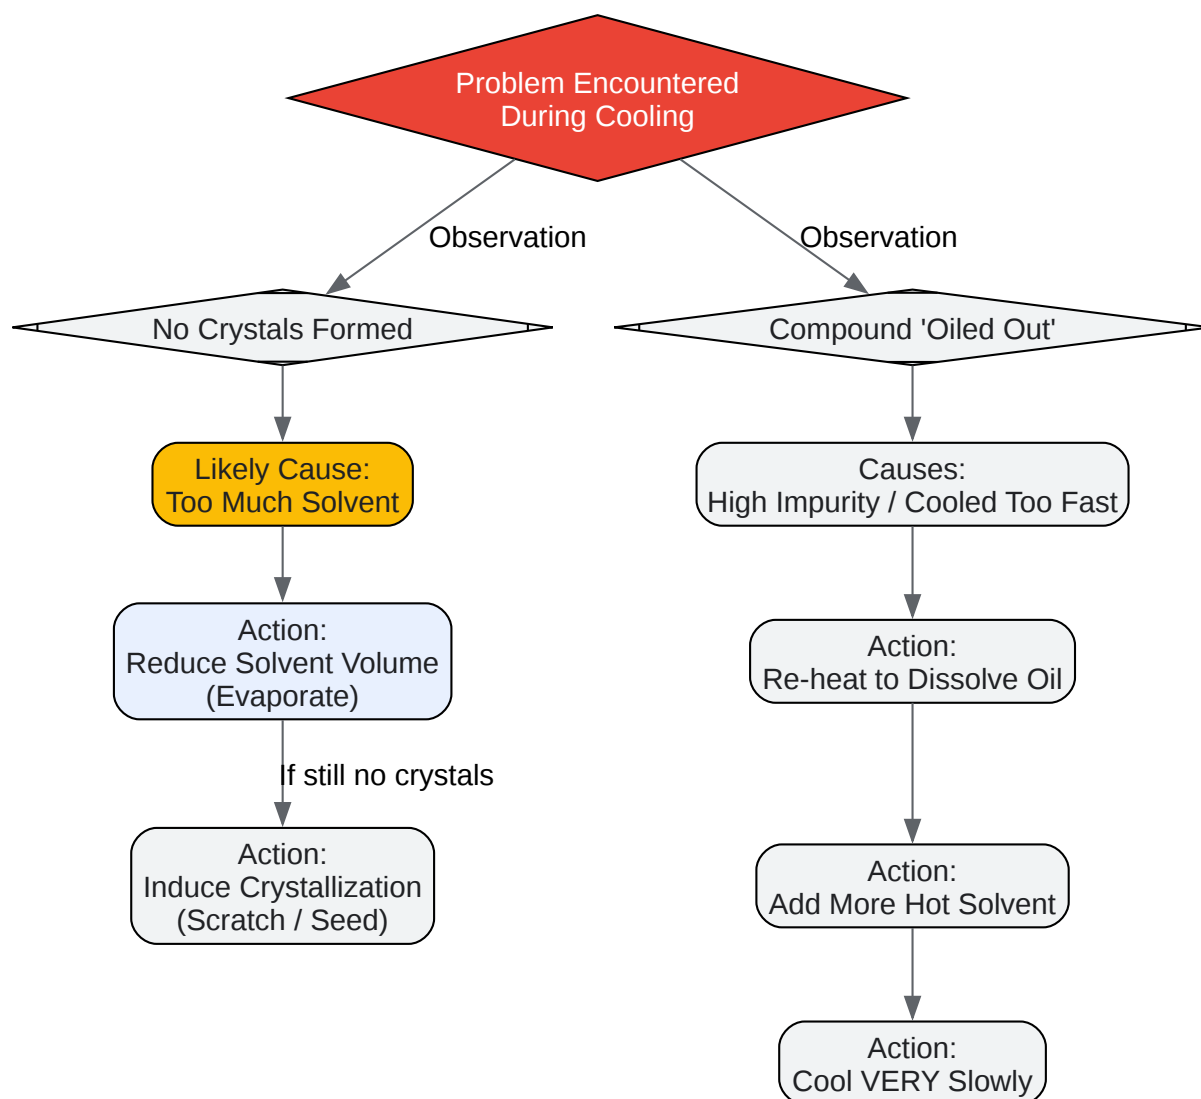 Problem Encountered
During Cooling
Observation
Observation
No Crystals Formed
Compound 'Oiled Out'
Likely Cause:
Too Much Solvent
Causes:
High Impurity / Cooled Too Fast
Action:
Reduce Solvent Volume
(Evaporate)
Action:
Re-heat to Dissolve Oil
If still no crystals
Action:
Induce Crystallization
(Scratch / Seed)
Action:
Add More Hot Solvent
Action:
Cool VERY Slowly